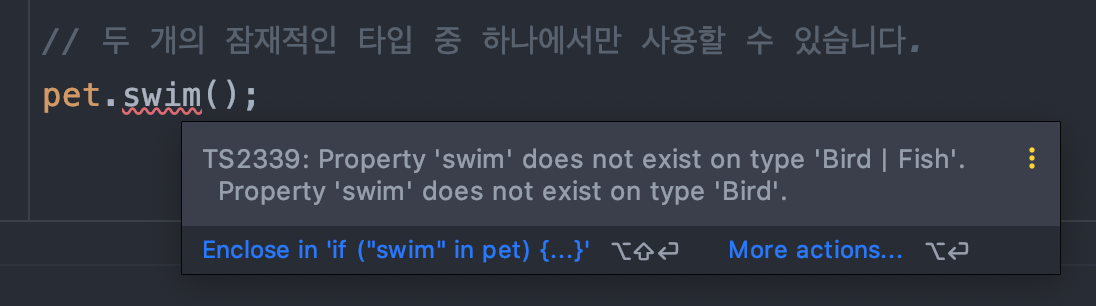 // 두 개의 잠재적인 타입 중 하나에서만 사용할 수 있습니다.
pet.swim();
TS2339: Property 'swim' does not exist on type 'Bird | Fish'.
Property 'swim' does not exist on type 'Bird'.
Enclose in 'if ("swim" in pet) {...}' ⌥⇧⏎ More actions... ⌥⏎